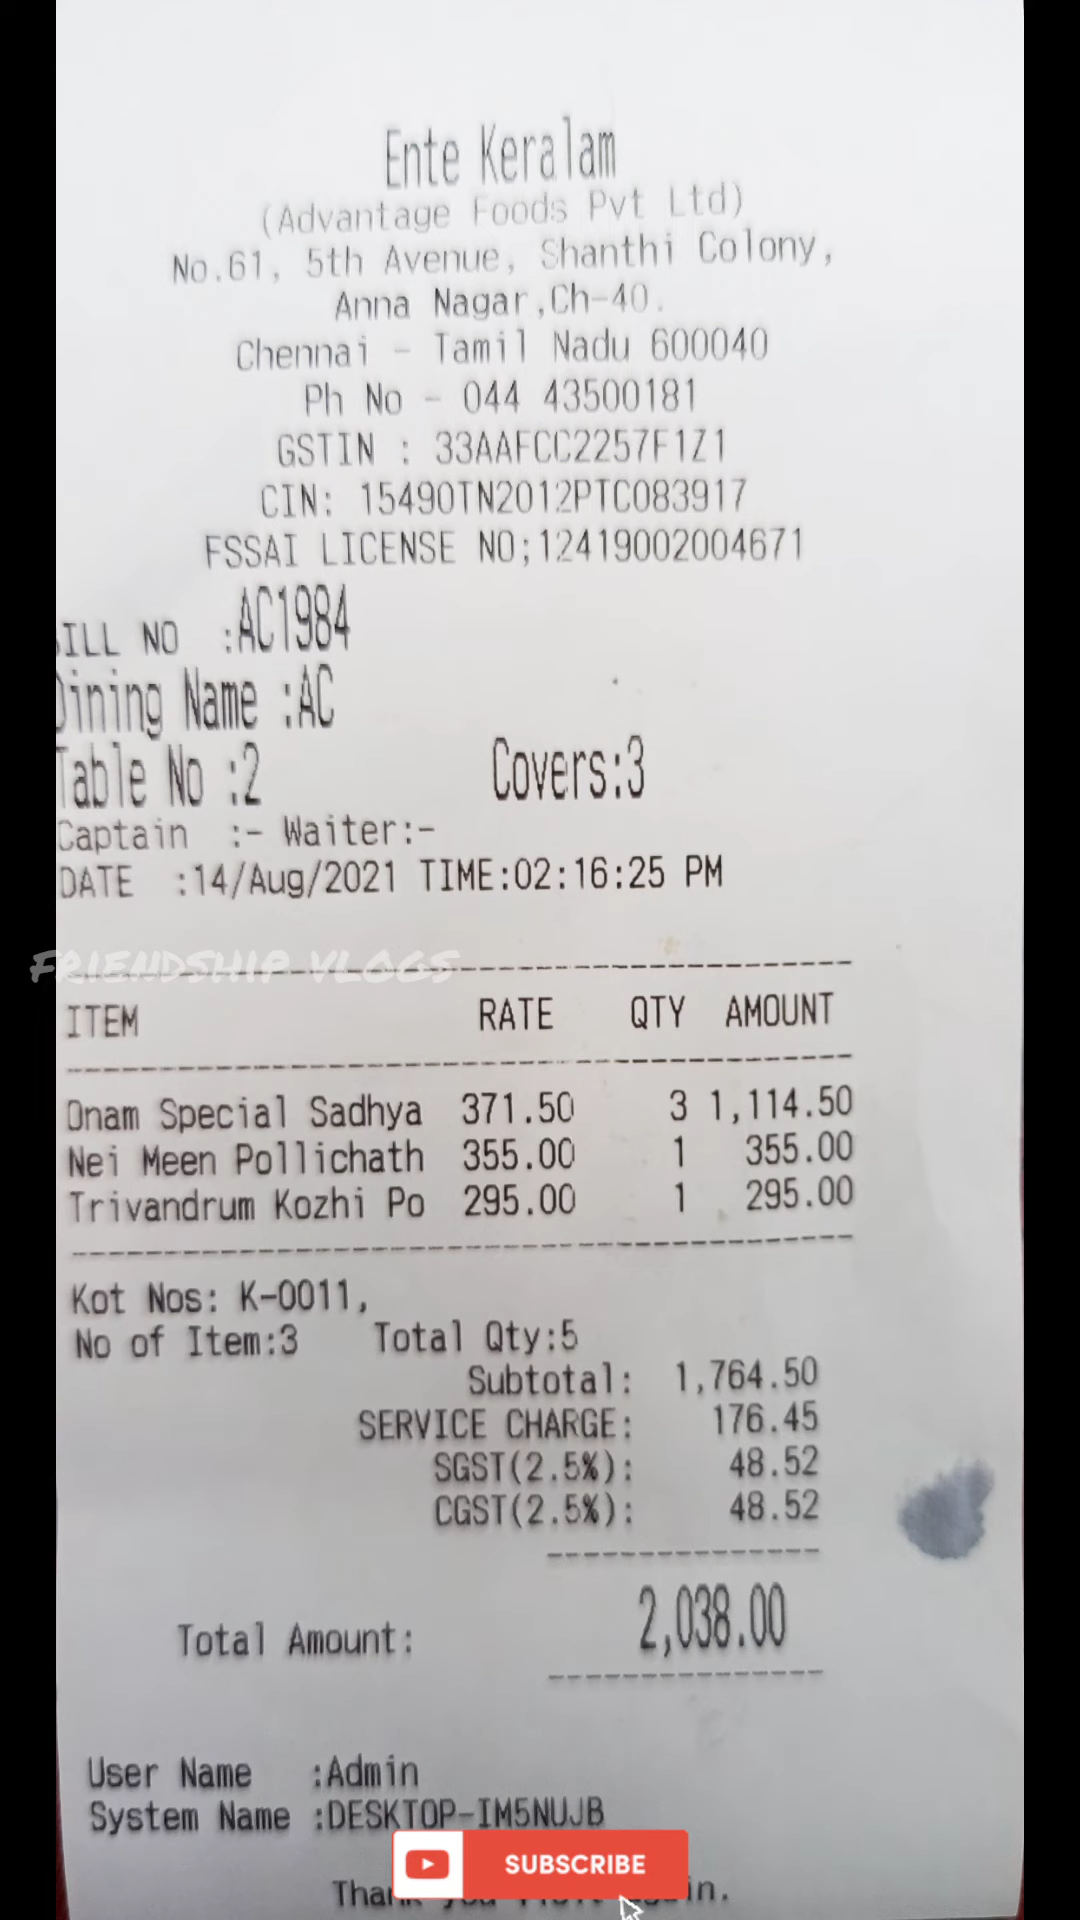 Ente Keralam
(Advantage Foods Pvt Ltd)
No.61, 5th Avenue, Shanthi Colony,
Anna Nagar,Ch-40.
Chennai - Tamil Nadu 600040
Ph No - 044 43500181
GSTIN : 33AAFCC2257F1Z1
CIN: 15490TN2012PTC083917
FSSAI LICENSE NO;12419002004671
BILL NO :AC1984
Dining Name :AC
Table No :2 Covers:3
Captain :- Waiter:-
DATE :14/Aug/2021 TIME:02:16:25 PM
FRIENDSHIP VLOGS
ITEM RATE QTY AMOUNT
Onam Special Sadhya 371.50 3 1,114.50
Nei Meen Pollichath 355.00 1 355.00
Trivandrum Kozhi Po 295.00 1 295.00
Kot Nos: K-0011,
No of Item:3 Total Qty:5
Subtotal: 1,764.50
SERVICE CHARGE: 176.45
SGST(2.5%): 48.52
CGST(2.5%): 48.52
Total Amount: 2,038.00
User Name :Admin
System Name :DESKTOP-IM5NUJB
SUBSCRIBE